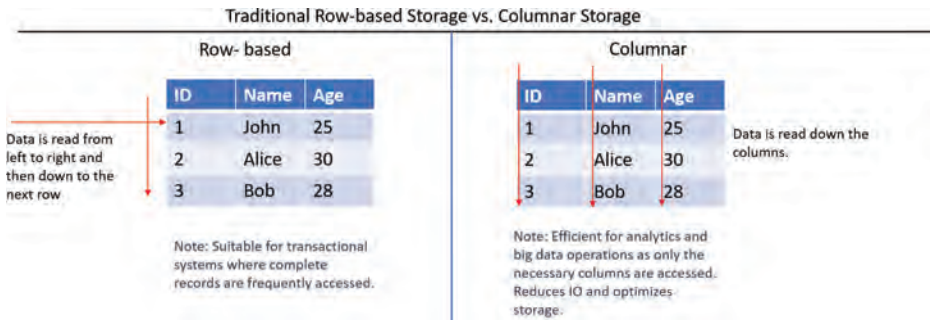 Traditional Row-based Storage vs. Columnar Storage
Row- based
ID Name Age
1 John 25
2 Alice 30
3 Bob 28
Data is read from
left to right and
then down to the
next row
Note: Suitable for transactional
systems where complete
records are frequently accessed.
Columnar
ID Name Age
1 John 25
2 Alice 30
3 Bob 28
Data is read down the
columns.
Note: Efficient for analytics and
big data operations as only the
necessary columns are accessed.
Reduces IO and optimizes
storage.